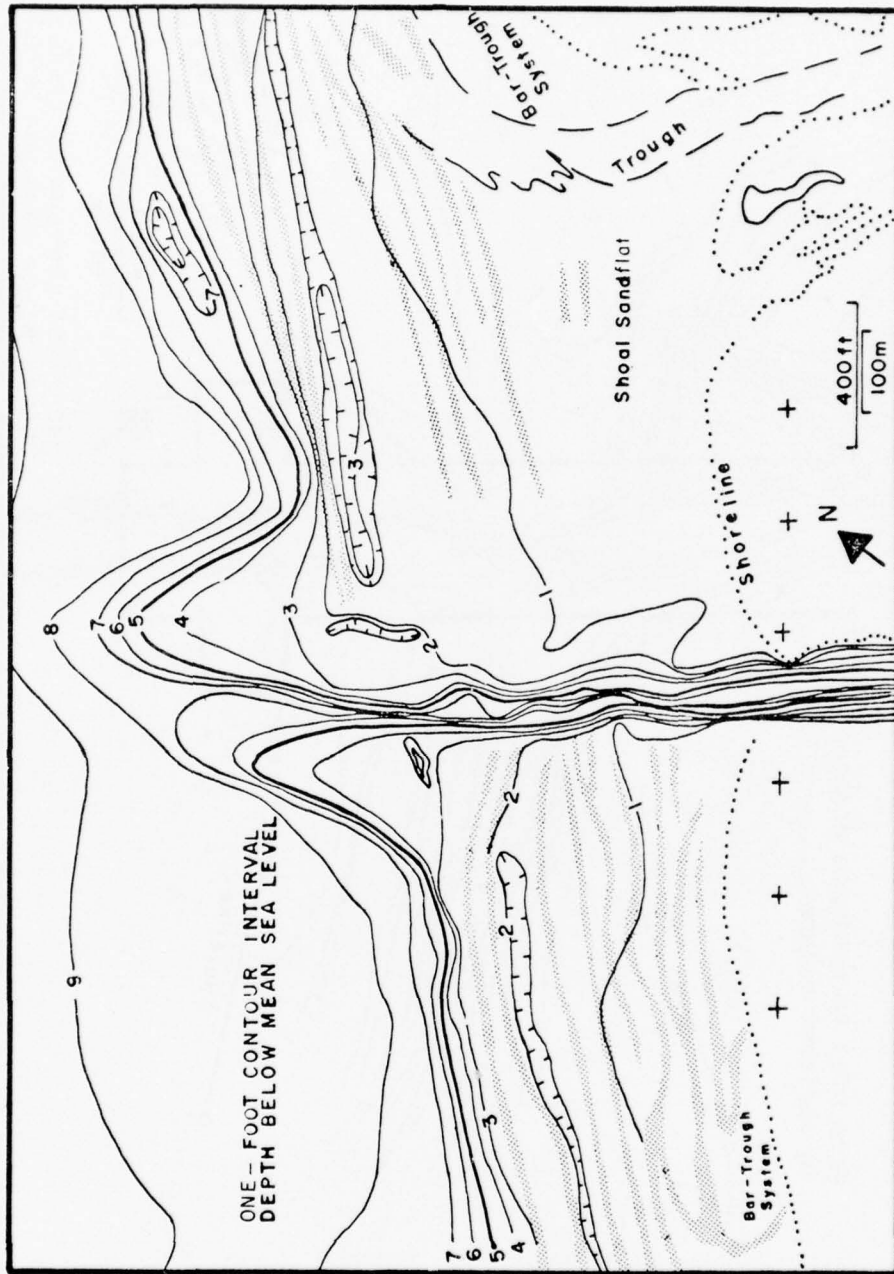 ONE-FOOT CONTOUR INTERVAL
DEPTH BELOW MEAN SEA LEVEL
9
8
7
6
5
4
3
2
1
7
6
5
4
3
2
2
1
7
3
Bar-Trough
System
Bar-Trough
System
Trough
Shoal Sandflat
Shoreline
N
400ft
100m